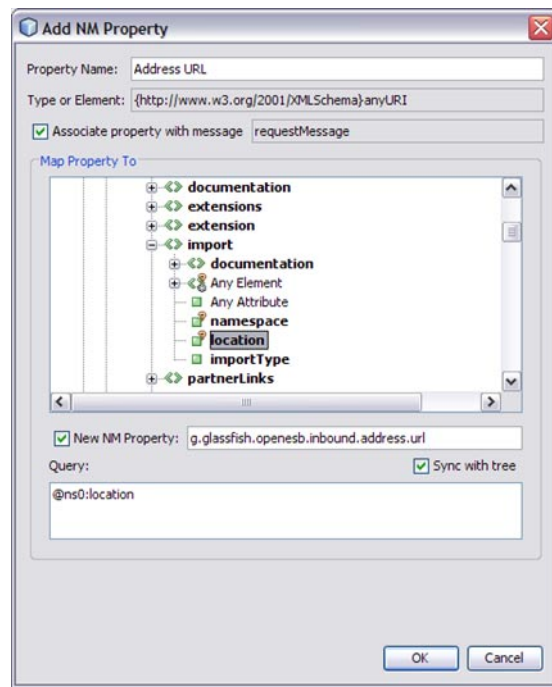 Add NM Property
Property Name: Address URL
Type or Element: {http://www.w3.org/2001/XMLSchema}anyURI
Associate property with message requestMessage
Map Property To
documentation
extensions
extension
import
documentation
Any Element
Any Attribute
namespace
location
importType
partnerLinks
New NM Property: g.glassfish.openesb.inbound.address.url
Query: Sync with tree
@ns0:location
OK Cancel